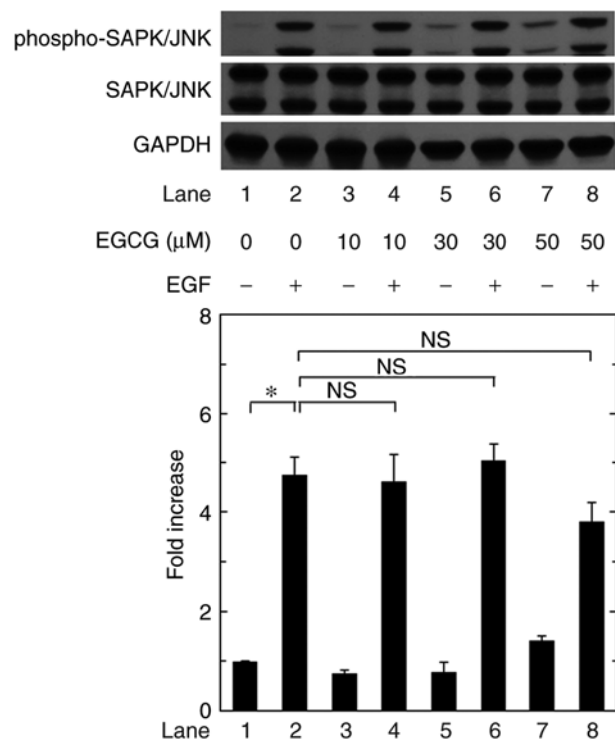 phospho-SAPK/JNK
SAPK/JNK
GAPDH
Lane 1 2 3 4 5 6 7 8
EGCG (μM) 0 0 10 10 30 30 50 50
EGF – + – + – + – +
8
NS
NS
* NS
6
4
2
0
Fold increase
Lane 1 2 3 4 5 6 7 8